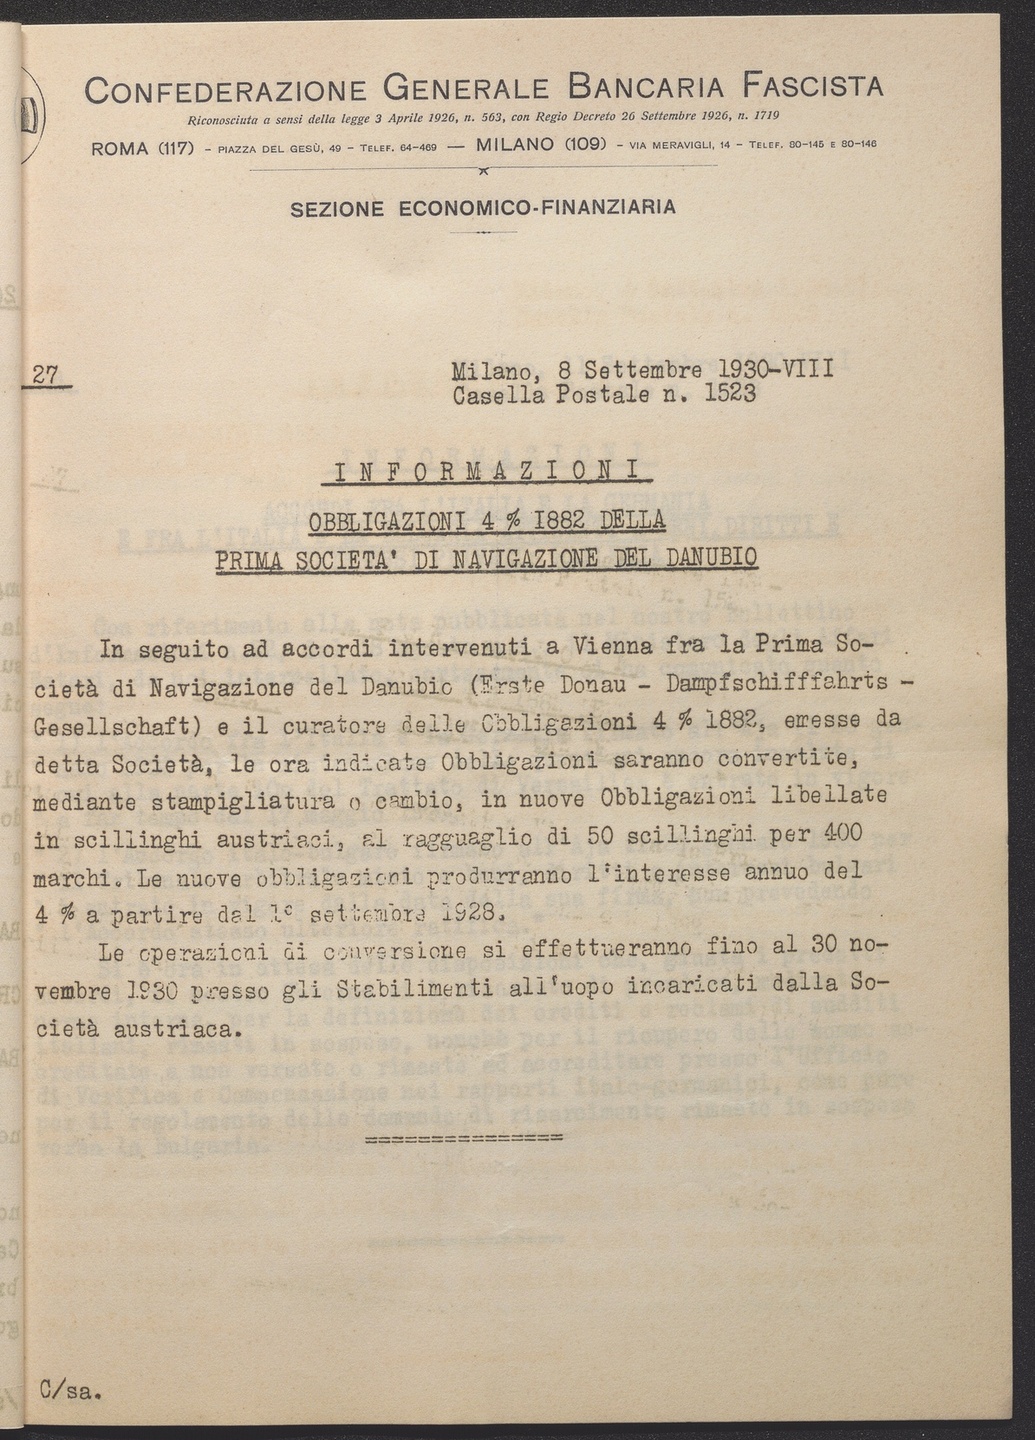 CONFEDERAZIONE GENERALE BANCARIA FASCISTA
Riconosciuta a sensi della legge 3 Aprile 1926, n. 563, con Regio Decreto 26 Settembre 1926, n. 1719
ROMA (117) – PIAZZA DEL GESÙ, 49 – TELEF. 64-469 — MILANO (109) – VIA MERAVIGLI, 14 – TELEF. 80-145 E 80-146
SEZIONE ECONOMICO-FINANZIARIA
27
Milano, 8 Settembre 1930-VIII
Casella Postale n. 1523
I N F O R M A Z I O N I
OBBLIGAZIONI 4 % 1882 DELLA
PRIMA SOCIETA' DI NAVIGAZIONE DEL DANUBIO
In seguito ad accordi intervenuti a Vienna fra la Prima So-
cietà di Navigazione del Danubio (Erste Donau - Dampfschifffahrts -
Gesellschaft) e il curatore delle Obbligazioni 4 % 1882, emesse da
detta Società, le ora indicate Obbligazioni saranno convertite,
mediante stampigliatura o cambio, in nuove Obbligazioni libellate
in scillinghi austriaci, al ragguaglio di 50 scillinghi per 400
marchi. Le nuove obbligazioni produrranno l'interesse annuo del
4 % a partire dal 1° settembre 1928.
Le operazioni di conversione si effettueranno fino al 30 no-
vembre 1930 presso gli Stabilimenti all'uopo incaricati dalla So-
cietà austriaca.
===============
C/sa.